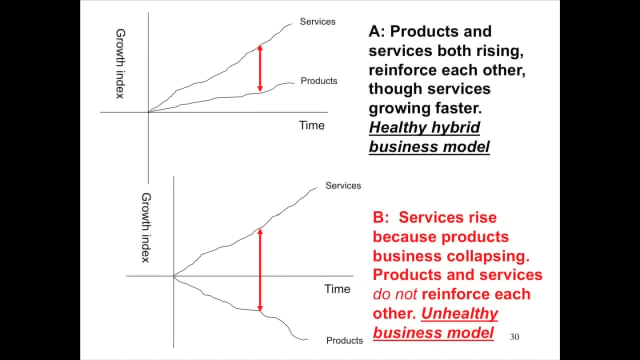 Services
Growth index
Products
Time
A: Products and
services both rising,
reinforce each other,
though services
growing faster.
Healthy hybrid
business model
Services
Growth index
Time
Products
B: Services rise
because products
business collapsing.
Products and services
do not reinforce each
other. Unhealthy
business model
30